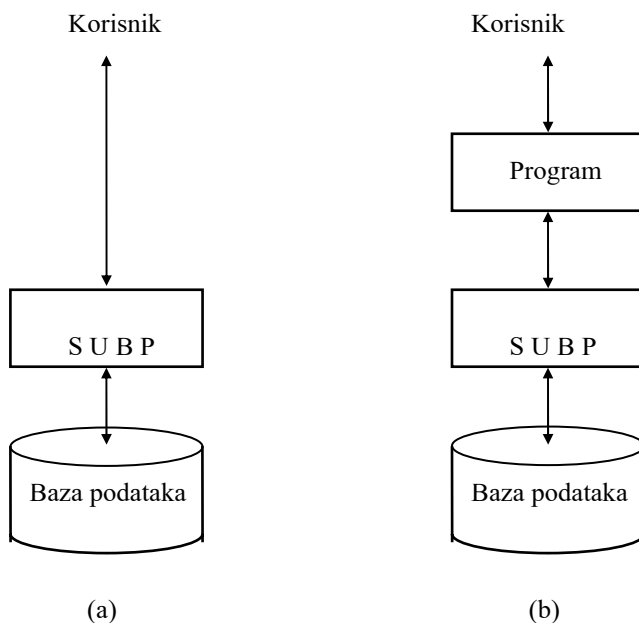 Korisnik
S U B P
Baza podataka
(a)
Korisnik
Program
S U B P
Baza podataka
(b)